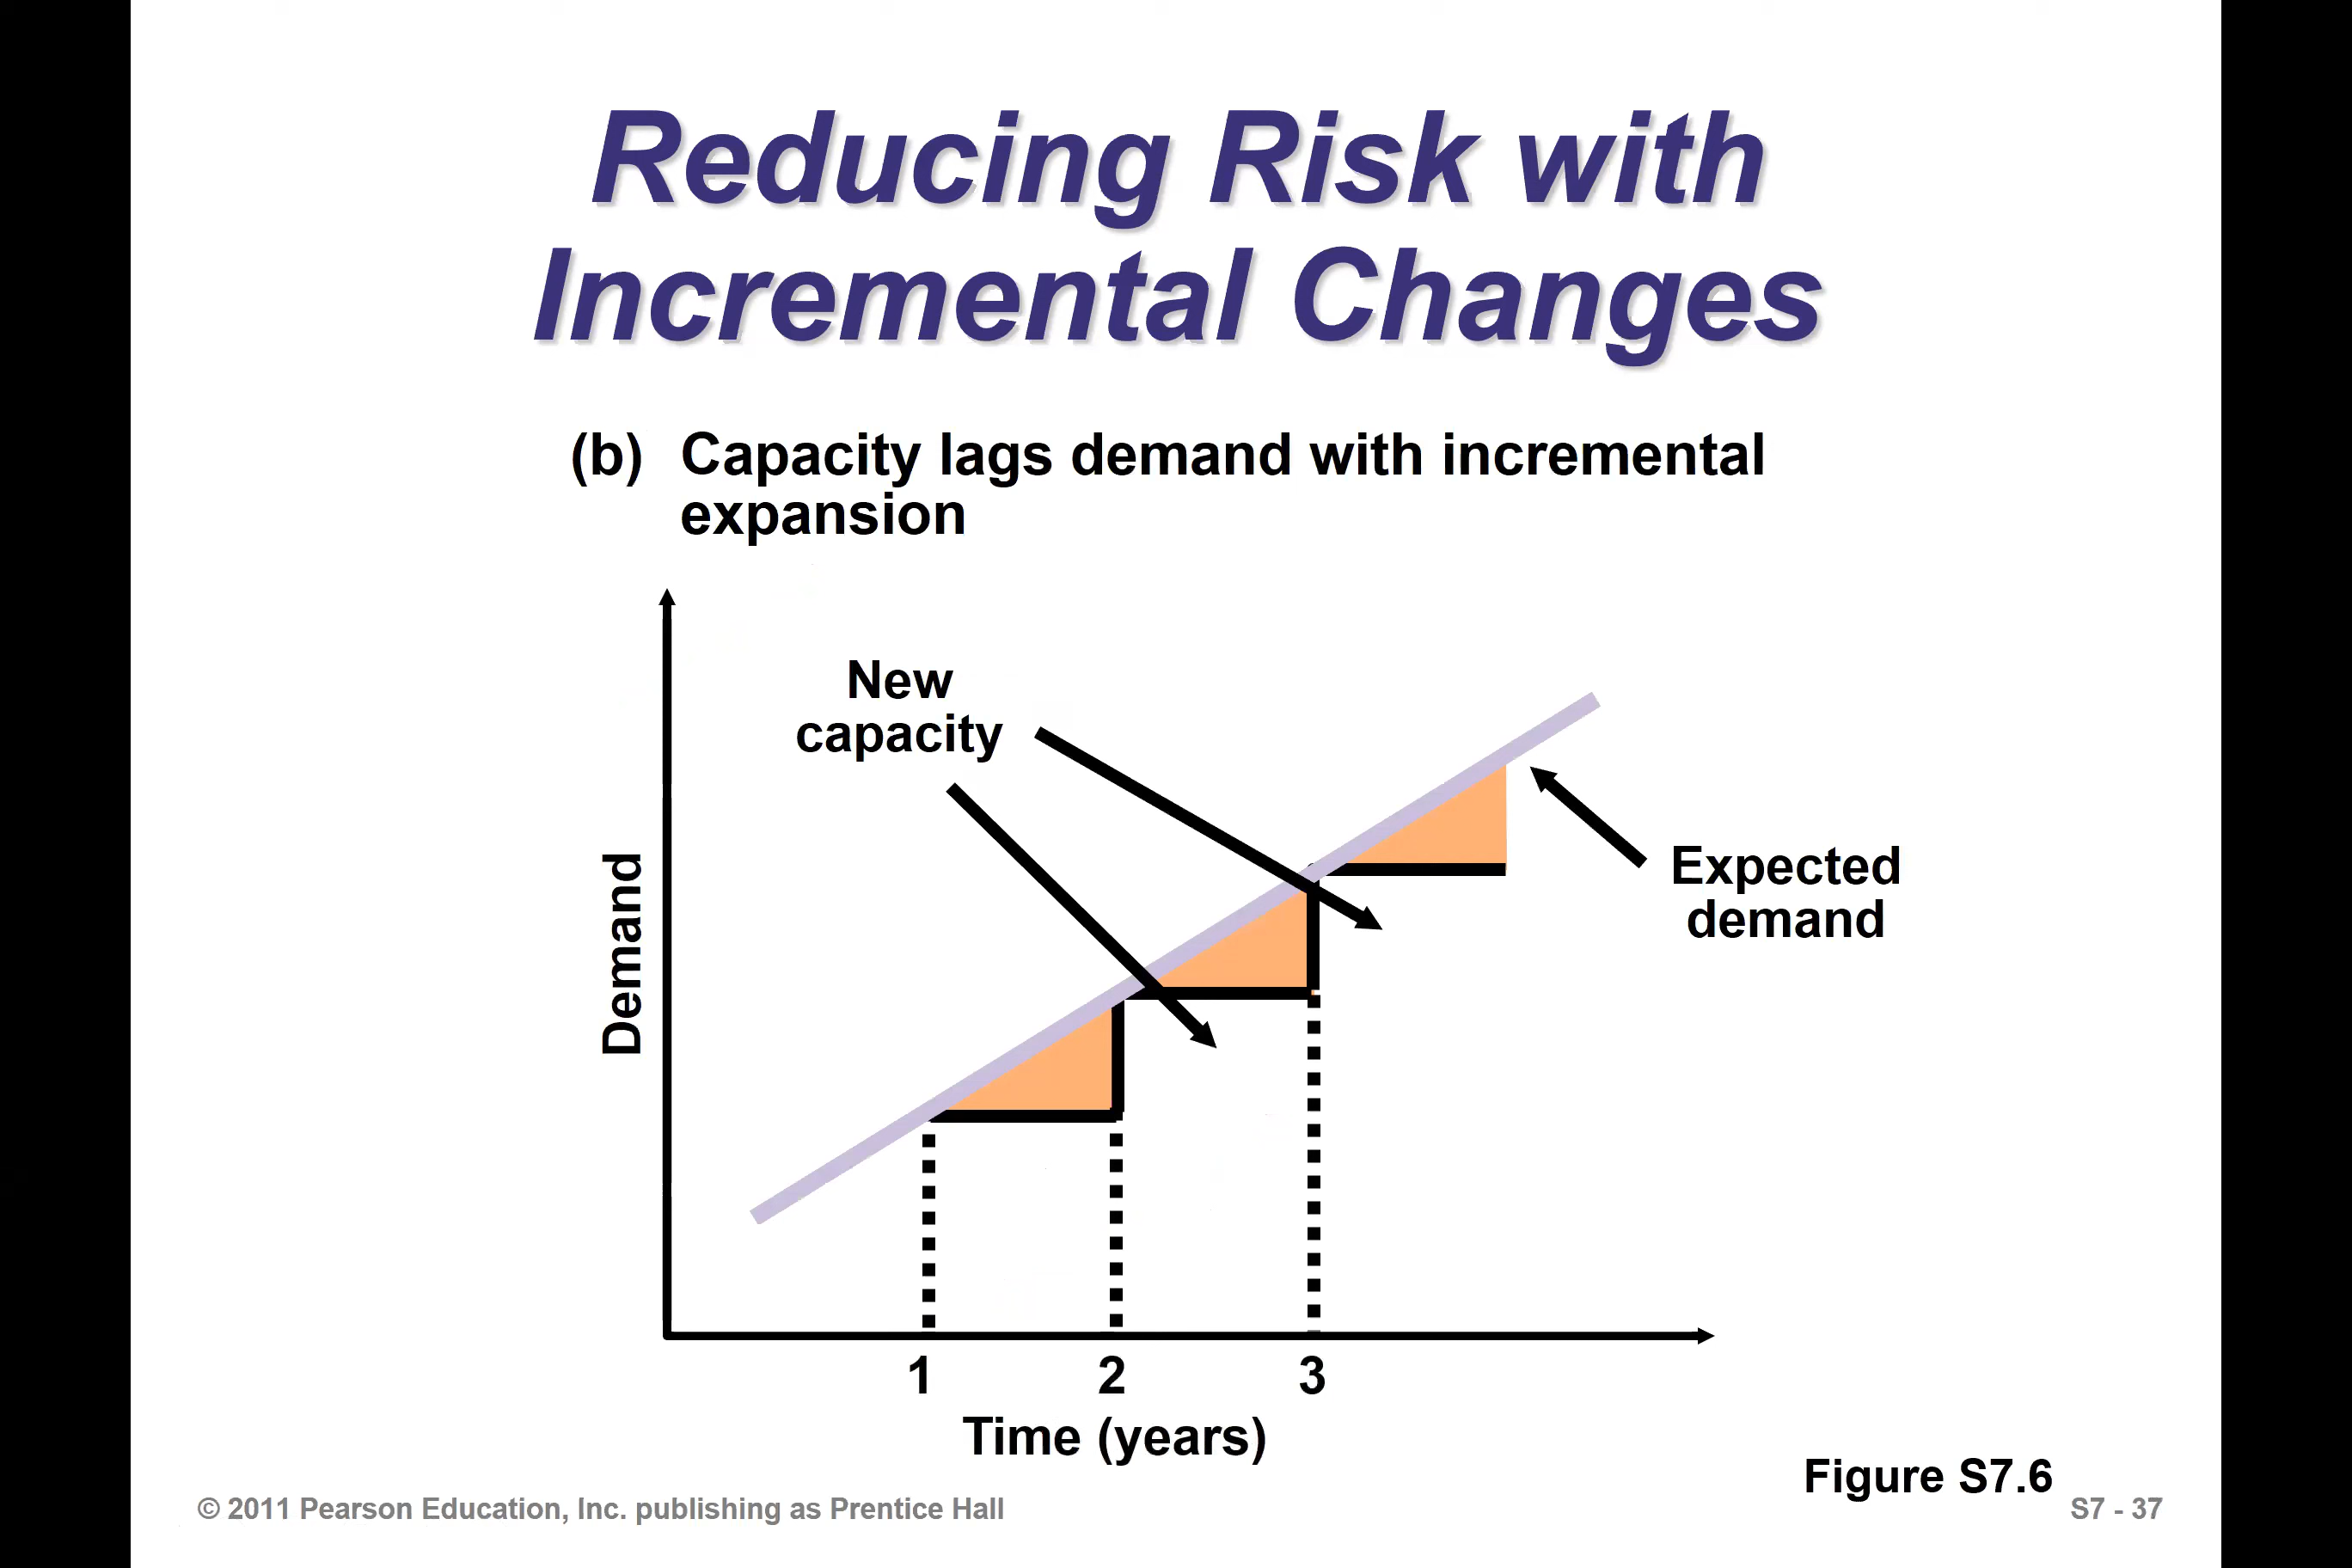 Reducing Risk with
Incremental Changes
(b) Capacity lags demand with incremental
expansion
New
capacity
Expected
demand
Demand
1 2 3
Time (years)
Figure S7.6
© 2011 Pearson Education, Inc. publishing as Prentice Hall
S7 - 37